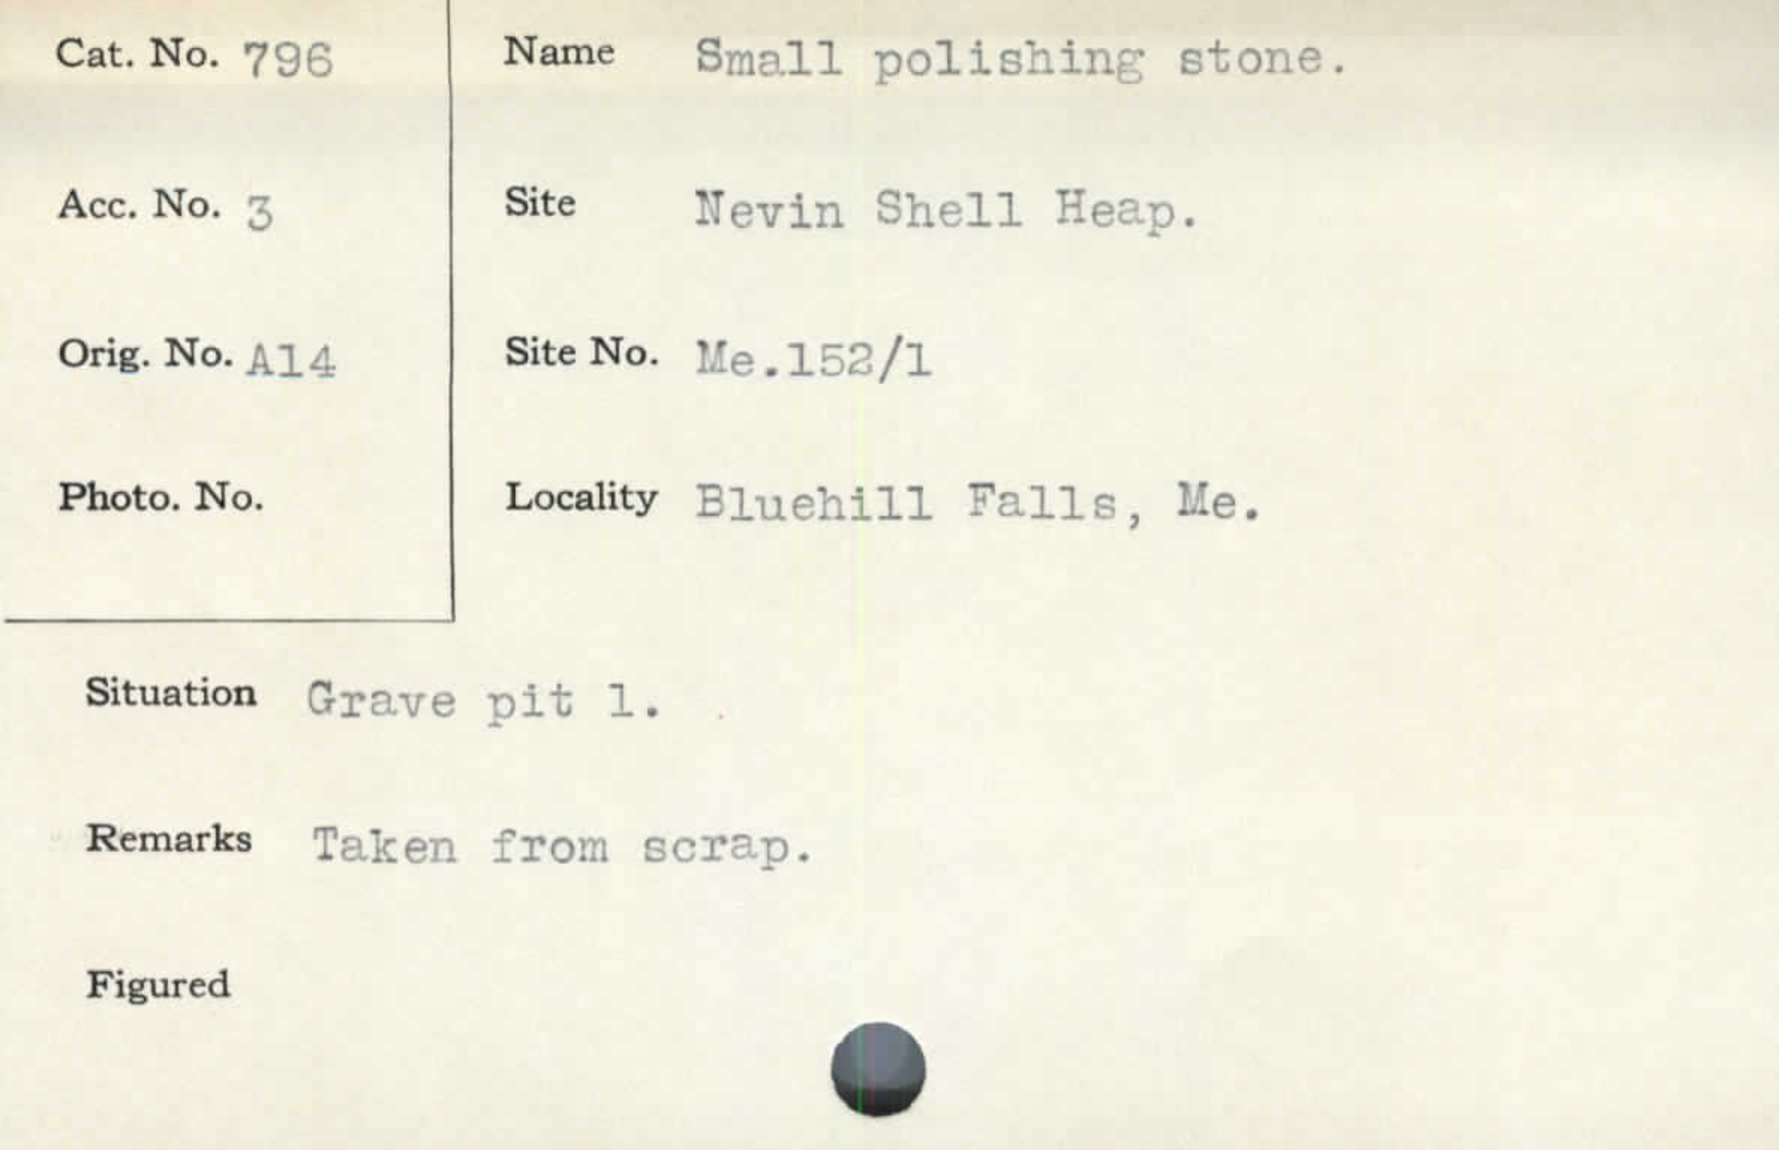 Cat. No. 796
Name Small polishing stone.
Acc. No. 3
Site Nevin Shell Heap.
Orig. No. A14
Site No. Me.152/1
Photo. No.
Locality Bluehill Falls, Me.
Situation Grave pit 1.
Remarks Taken from scrap.
Figured